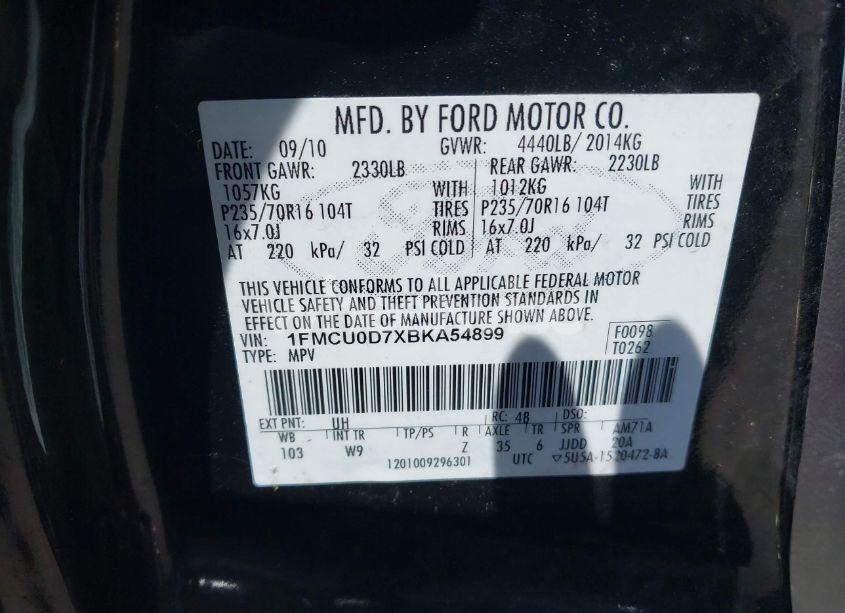 MFD. BY FORD MOTOR CO.
DATE: 09/10 GVWR: 4440LB/ 2014KG
FRONT GAWR: 2330LB REAR GAWR: 2230LB
1057KG WITH 1012KG WITH
P235/70R16 104T TIRES P235/70R16 104T TIRES
16x7.0J RIMS 16x7.0J RIMS
AT 220 kPa/ 32 PSI COLD AT 220 kPa/ 32 PSI COLD
THIS VEHICLE CONFORMS TO ALL APPLICABLE FEDERAL MOTOR
VEHICLE SAFETY AND THEFT PREVENTION STANDARDS IN
EFFECT ON THE DATE OF MANUFACTURE SHOWN ABOVE.
VIN: 1FMCU0D7XBKA54899 F0098
TYPE: MPV T0262
EXT PNT: UH RC: 48 DSO:
WB INT TR TP/PS R AXLE TR SPR AM71A
103 W9 Z 35 6 JJDD 20A
1201009296301 UTC ▽5U5A-1520472-BA